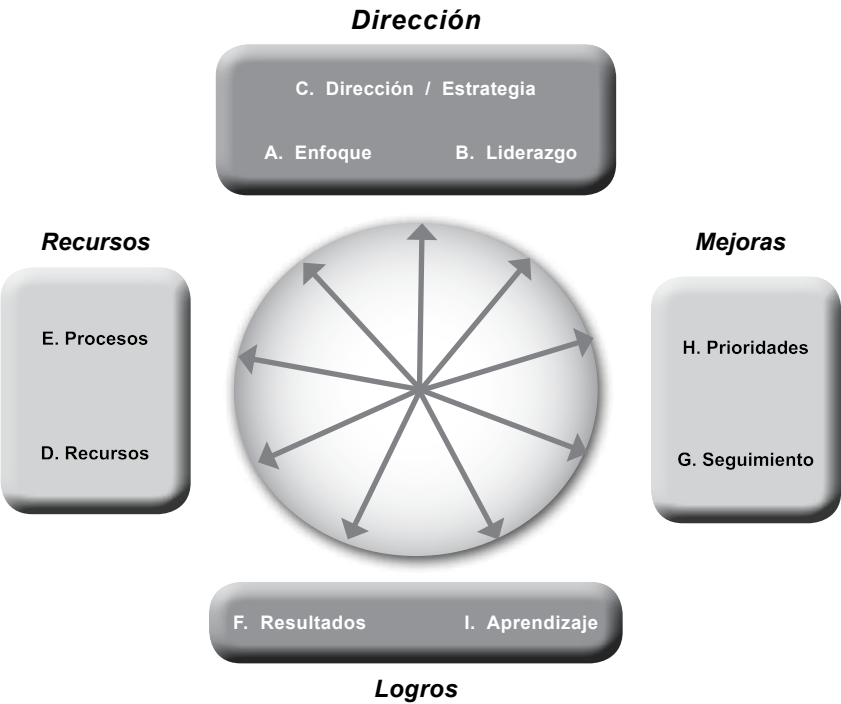 Dirección
C. Dirección / Estrategia
A. Enfoque B. Liderazgo
Recursos
E. Procesos
D. Recursos
Mejoras
H. Prioridades
G. Seguimiento
F. Resultados I. Aprendizaje
Logros